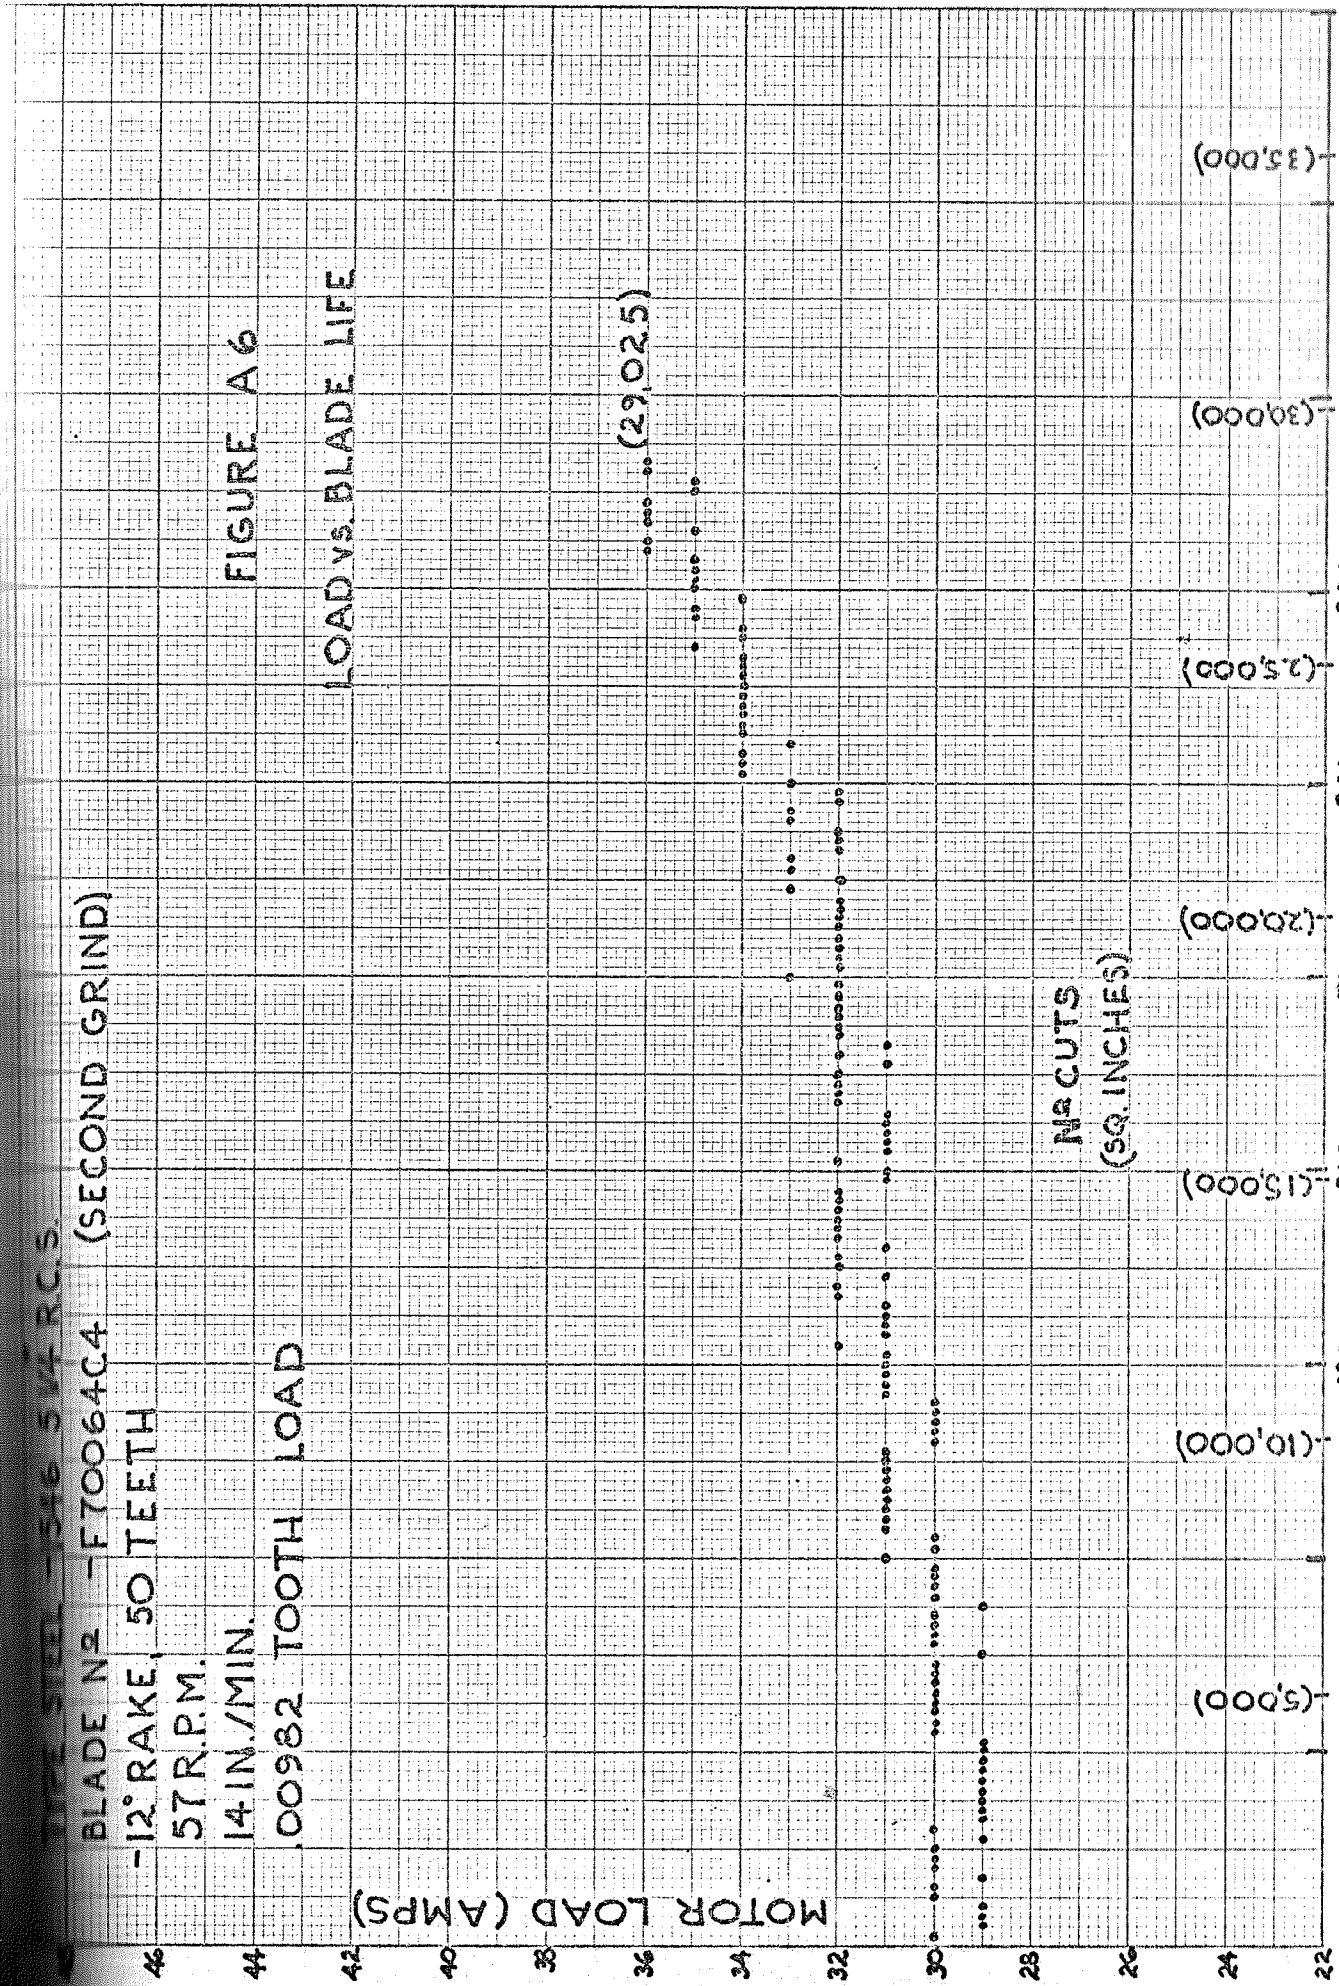 BLADE Nº -F70064C4 (SECOND GRIND)
-12° RAKE, 50 TEETH
57 R.P.M.
14 IN./MIN.
.00982 TOOTH LOAD
FIGURE A6
LOAD vs. BLADE LIFE
(29,025)
MOTOR LOAD (AMPS)
46
44
42
40
38
36
34
32
30
28
26
24
22
Nº CUTS
(SQ. INCHES)
(5,000)
(10,000)
(15,000)
(20,000)
(25,000)
(30,000)
(35,000)